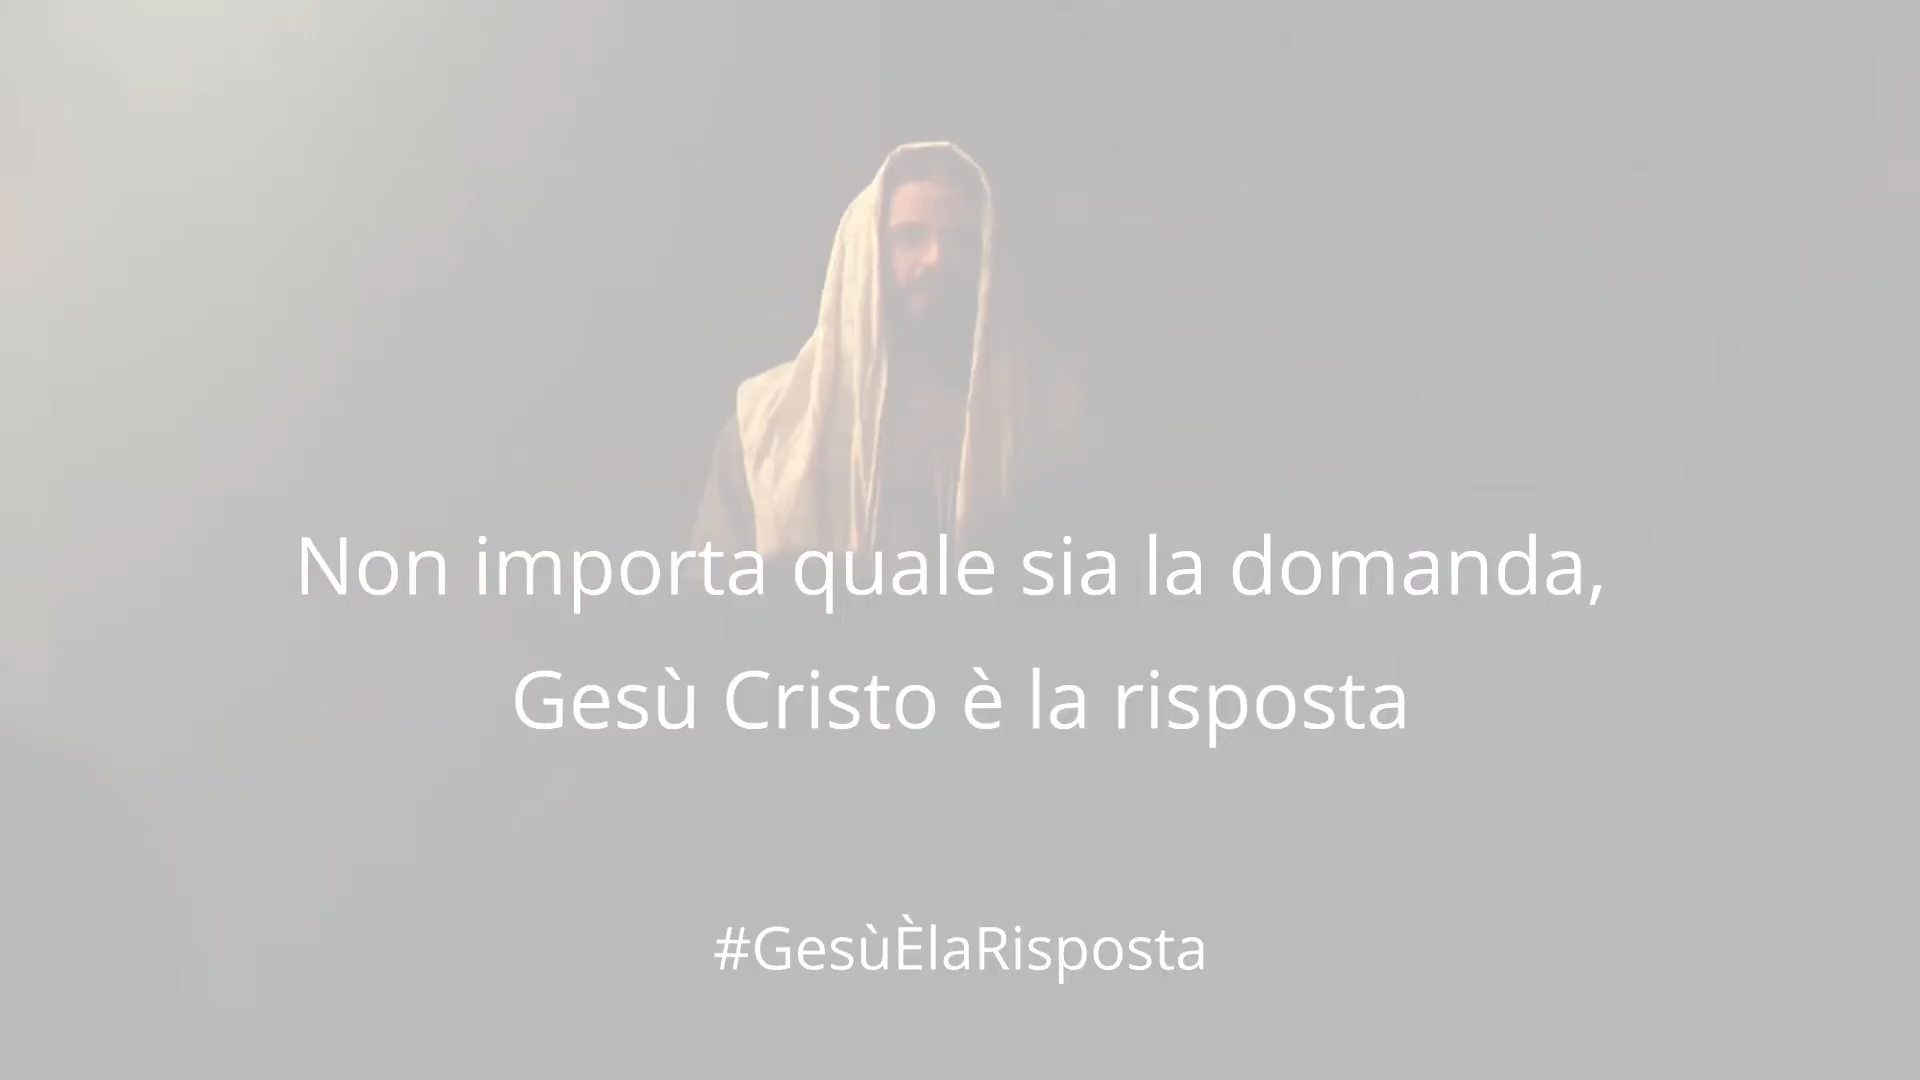 Non importa quale sia la domanda,
Gesù Cristo è la risposta
#GesùÈlaRisposta